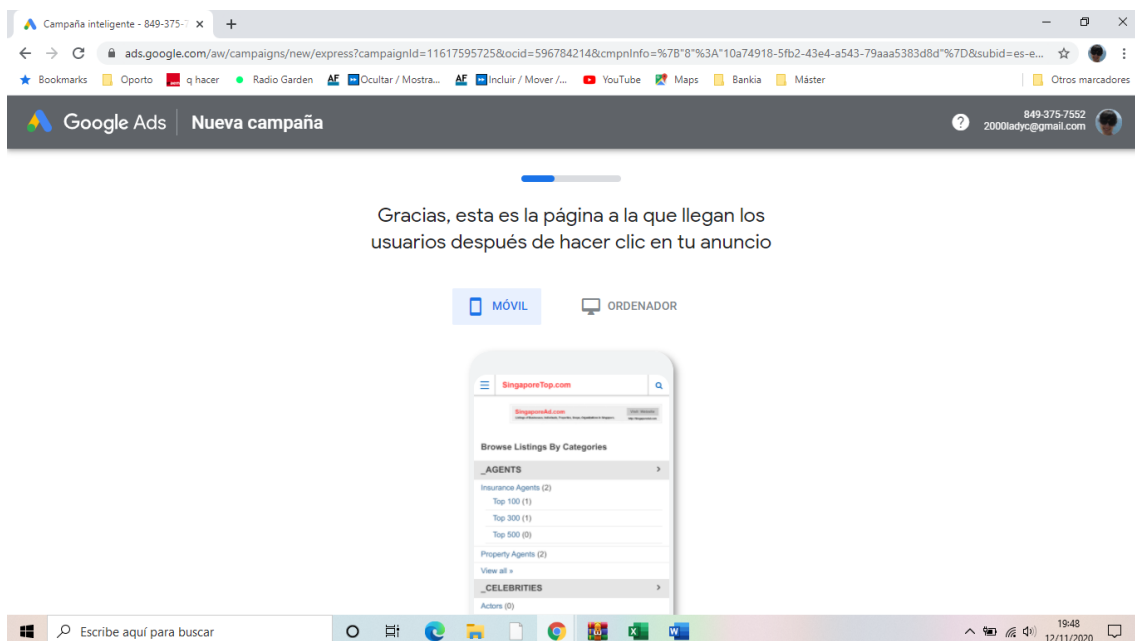 Campaña inteligente - 849-375-7
ads.google.com/aw/campaigns/new/express?campaignId=11617595725&ocid=596784214&cmpnInfo=%7B"8"%3A"10a74918-5fb2-43e4-a543-79aaa5383d8d"%7D&subid=es-e...
Bookmarks Oporto q hacer Radio Garden AF Ocultar / Mostra... AF Incluir / Mover /... YouTube Maps Bankia Máster Otros marcadores
Google Ads Nueva campaña
849-375-7552
2000ladyc@gmail.com
Gracias, esta es la página a la que llegan los
usuarios después de hacer clic en tu anuncio
MÓVIL ORDENADOR
SingaporeTop.com
SingaporeAd.com
Browse Listings By Categories
_AGENTS
Insurance Agents (2)
Top 100 (1)
Top 300 (1)
Top 500 (0)
Property Agents (2)
View all »
_CELEBRITIES
Actors (0)
Escribe aquí para buscar
19:48
12/11/2020